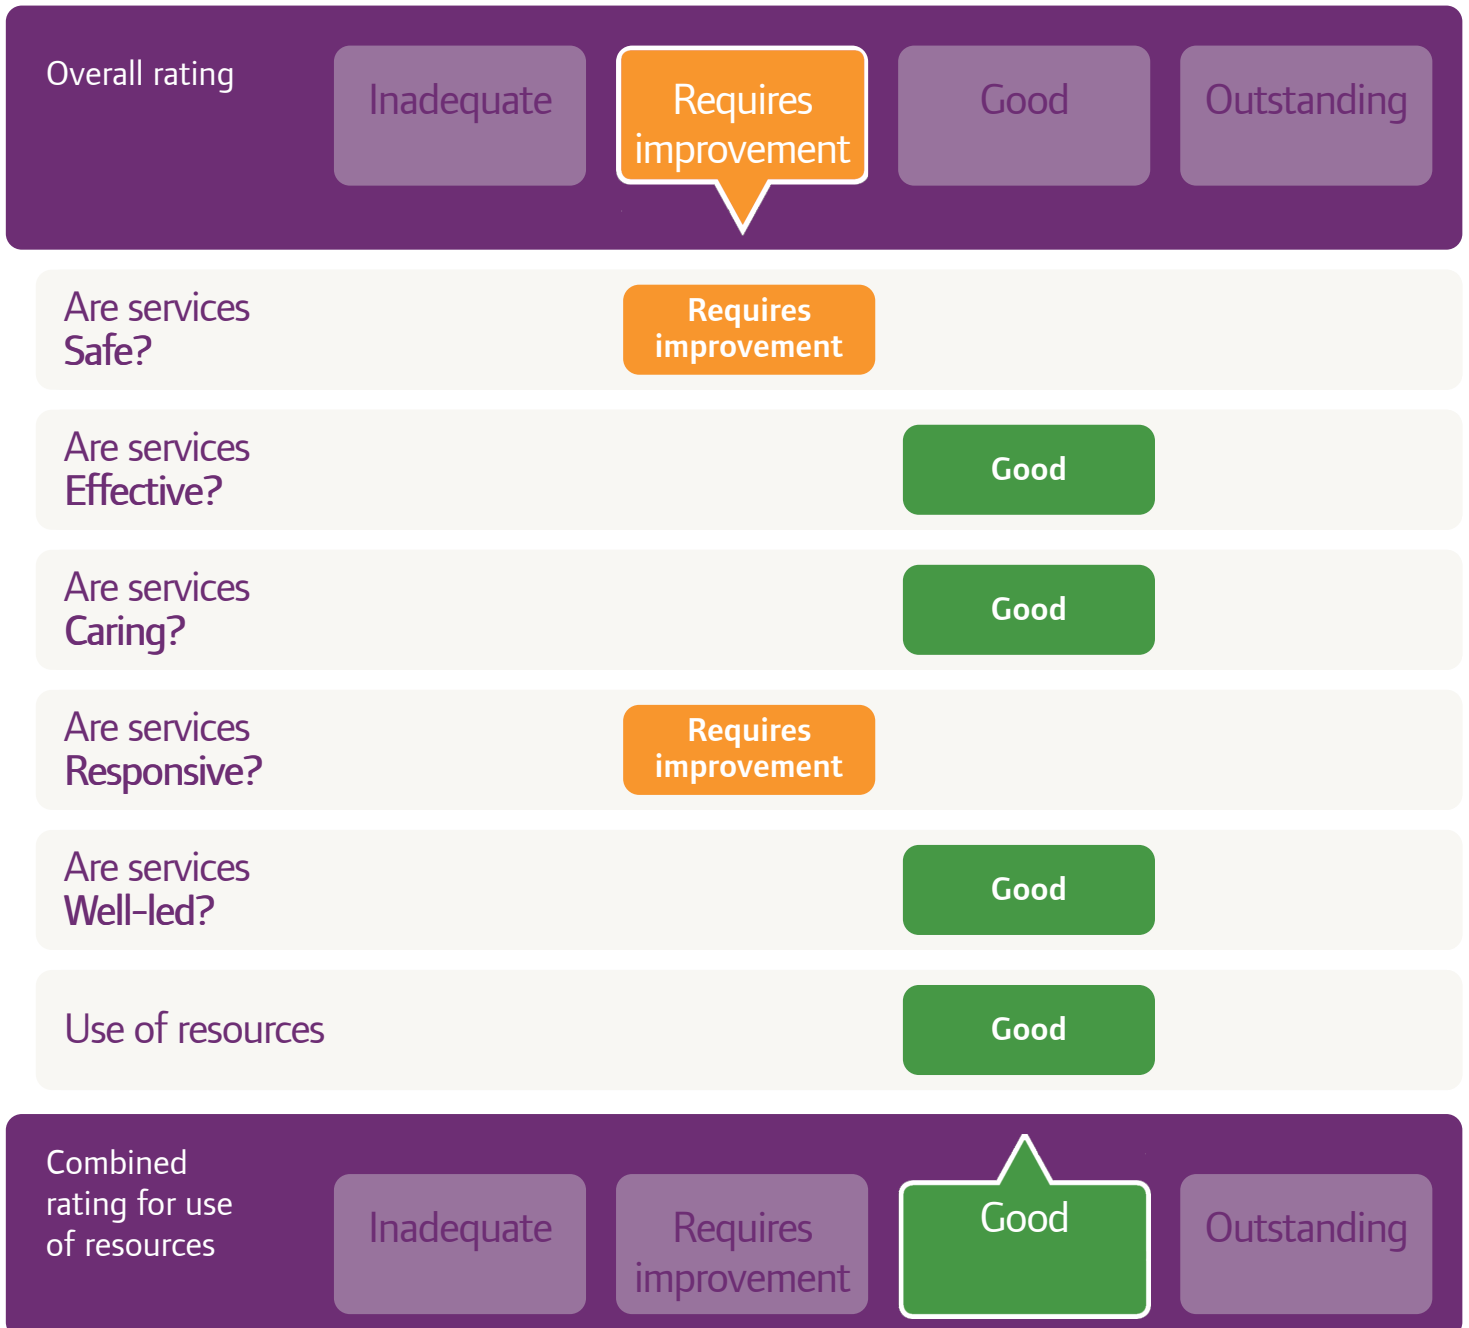 Overall rating
Inadequate
Requires
improvement
Good
Outstanding
Are services
Safe?
Requires
improvement
Are services
Effective?
Good
Are services
Caring?
Good
Are services
Responsive?
Requires
improvement
Are services
Well-led?
Good
Use of resources
Good
Combined
rating for use
of resources
Inadequate
Requires
improvement
Good
Outstanding